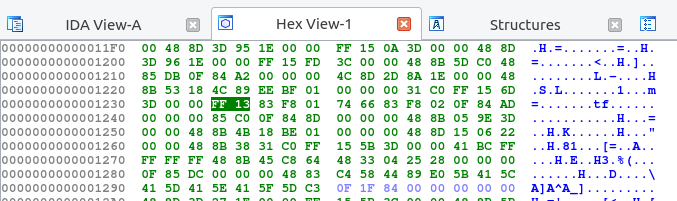 IDA View-A Hex View-1 Structures
00000000000011F0 00 48 8D 3D 95 1E 00 00 FF 15 0A 3D 00 00 48 8D .H.=.......=..H.
0000000000001200 3D 96 1E 00 00 FF 15 FD 3C 00 00 48 8B 5D C0 48 =.......<..H.].H
0000000000001210 85 DB 0F 84 A2 00 00 00 4C 8D 2D 8A 1E 00 00 48 ........L.-....H
0000000000001220 8B 53 18 4C 89 EE BF 01 00 00 00 31 C0 FF 15 6D .S.L.......1...m
0000000000001230 3D 00 00 FF 13 83 F8 01 74 66 83 F8 02 0F 84 AD =.......tf......
0000000000001240 00 00 00 85 C0 0F 84 8D 00 00 00 48 8B 05 9E 3D ...........H...=
0000000000001250 00 00 48 8B 4B 18 BE 01 00 00 00 48 8D 15 06 22 ..H.K......H..."
0000000000001260 00 00 48 8B 38 31 C0 FF 15 5B 3D 00 00 41 BC FF ..H.81...[=..A..
0000000000001270 FF FF FF 48 8B 45 C8 64 48 33 04 25 28 00 00 00 ...H.E.dH3.%(...
0000000000001280 0F 85 DC 00 00 00 48 83 C4 58 44 89 E0 5B 41 5C ......H..XD..[A\
0000000000001290 41 5D 41 5E 41 5F 5D C3 0F 1F 84 00 00 00 00 00 A]A^A_].........